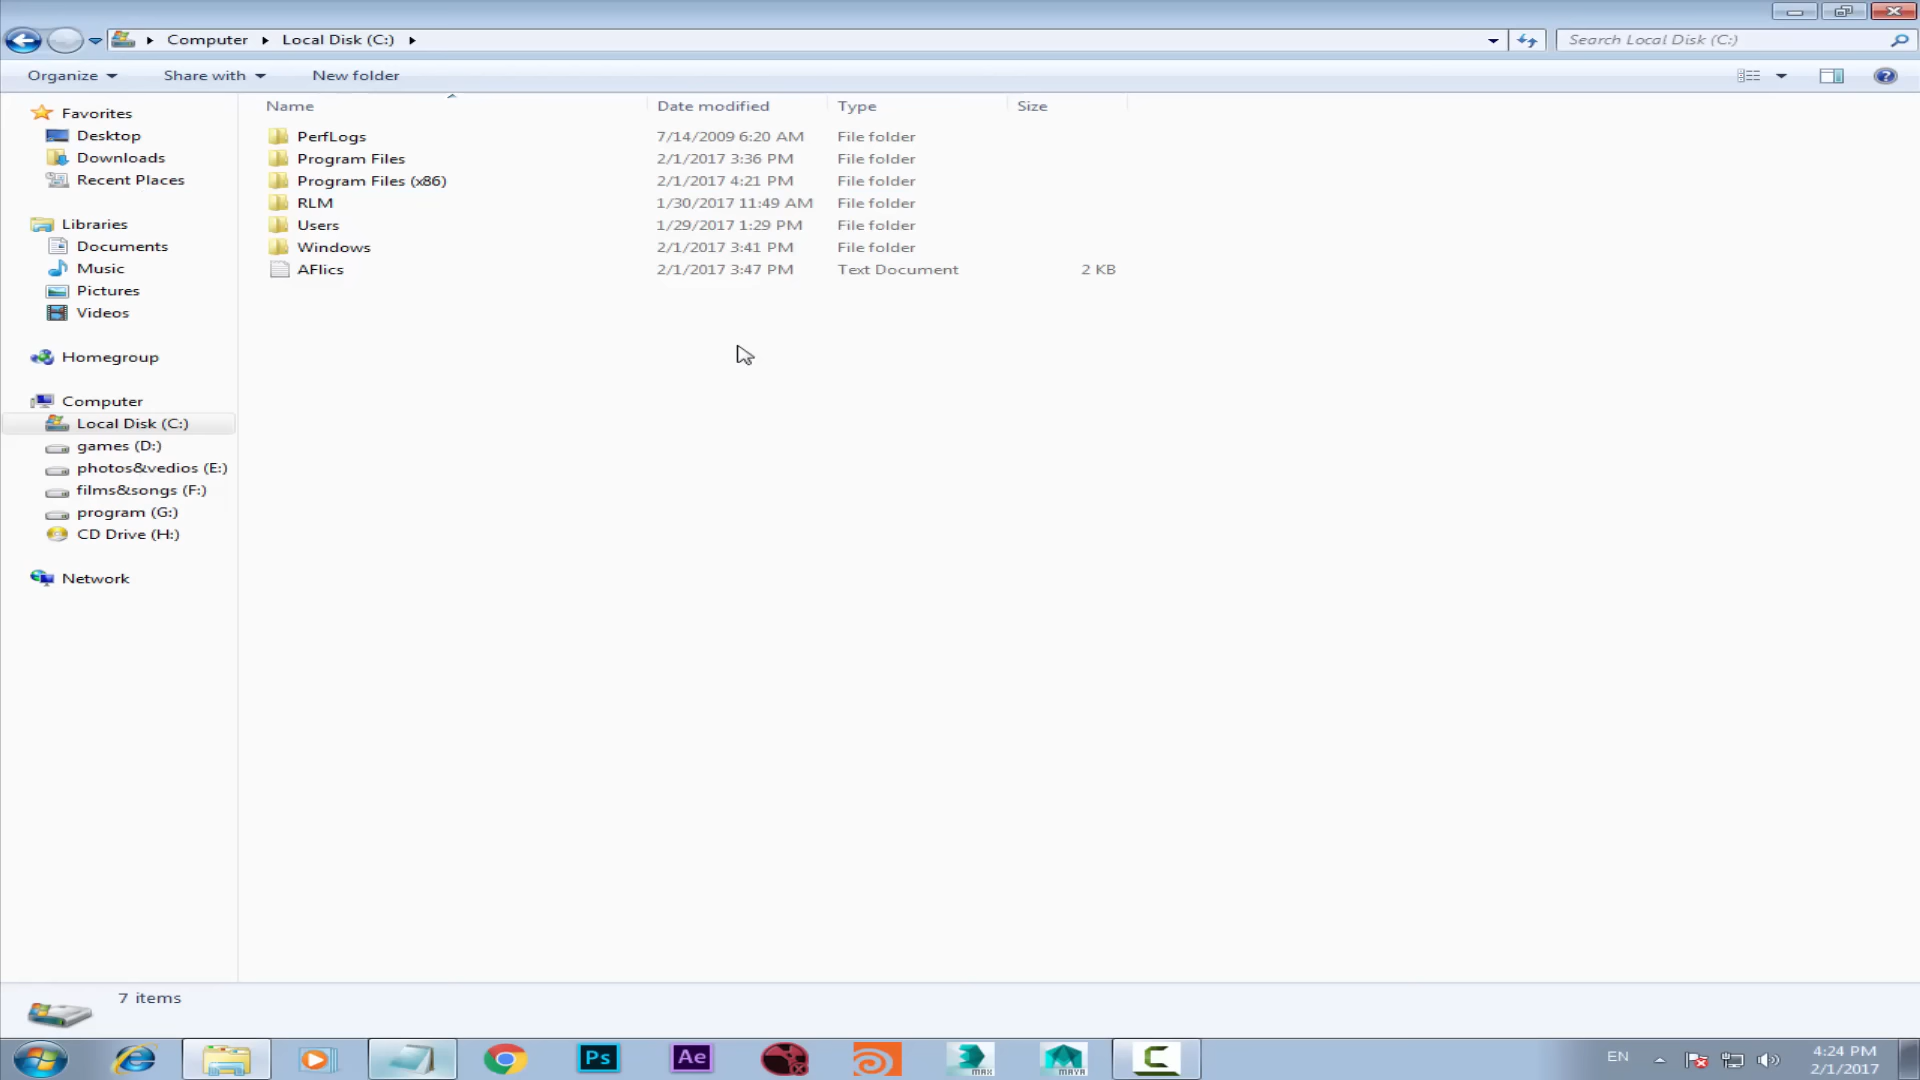 Computer Local Disk (C:)
Search Local Disk (C:)
Organize Share with New folder
Name Date modified Type Size
Favorites
Desktop
Downloads
Recent Places
Libraries
Documents
Music
Pictures
Videos
Homegroup
Computer
Local Disk (C:)
games (D:)
photos&vedios (E:)
films&songs (F:)
program (G:)
CD Drive (H:)
Network
PerfLogs 7/14/2009 6:20 AM File folder
Program Files 2/1/2017 3:36 PM File folder
Program Files (x86) 2/1/2017 4:21 PM File folder
RLM 1/30/2017 11:49 AM File folder
Users 1/29/2017 1:29 PM File folder
Windows 2/1/2017 3:41 PM File folder
AFlics 2/1/2017 3:47 PM Text Document 2 KB
7 items
Ps
Ae
MAX
MAYA
C
EN
4:24 PM
2/1/2017